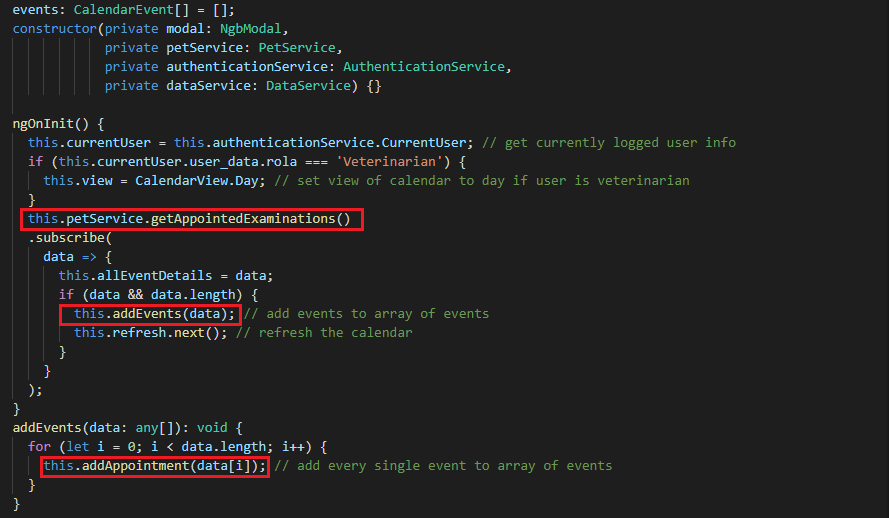 events: CalendarEvent[] = [];
constructor(private modal: NgbModal,
            private petService: PetService,
            private authenticationService: AuthenticationService,
            private dataService: DataService) {}
ngOnInit() {
  this.currentUser = this.authenticationService.CurrentUser; // get currently logged user info
  if (this.currentUser.user_data.rola === 'Veterinarian') {
    this.view = CalendarView.Day; // set view of calendar to day if user is veterinarian
  }
  this.petService.getAppointedExaminations()
  .subscribe(
    data => {
      this.allEventDetails = data;
      if (data && data.length) {
        this.addEvents(data); // add events to array of events
        this.refresh.next(); // refresh the calendar
      }
    }
  );
}
addEvents(data: any[]): void {
  for (let i = 0; i < data.length; i++) {
    this.addAppointment(data[i]); // add every single event to array of events
  }
}